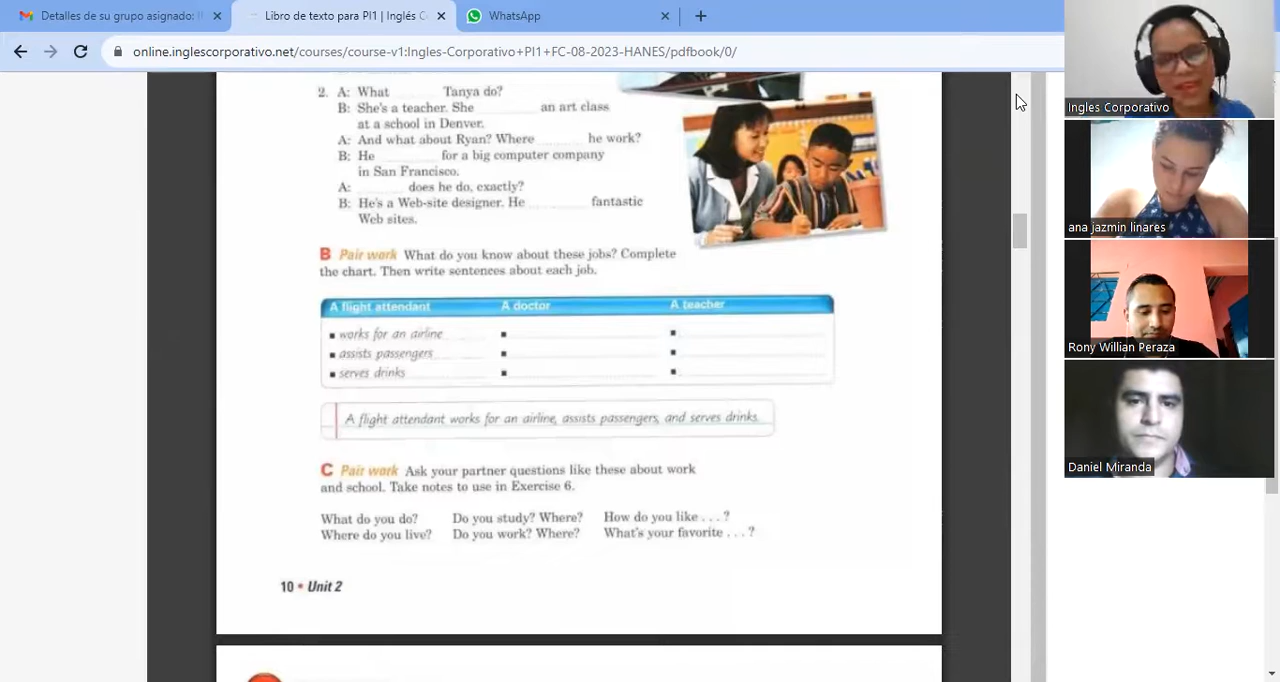 Detalles de su grupo asignado: I
Libro de texto para PI1 | Inglés C
WhatsApp
online.inglescorporativo.net/courses/course-v1:Ingles-Corporativo+PI1+FC-08-2023-HANES/pdfbook/0/
2. A: What ______ Tanya do?
B: She's a teacher. She ______ an art class
at a school in Denver.
A: And what about Ryan? Where ______ he work?
B: He ______ for a big computer company
in San Francisco.
A: ______ does he do, exactly?
B: He's a Web-site designer. He ______ fantastic
Web sites.
B Pair work What do you know about these jobs? Complete
the chart. Then write sentences about each job.
A flight attendant A doctor A teacher
works for an airline
assists passengers
serves drinks
A flight attendant works for an airline, assists passengers, and serves drinks.
C Pair work Ask your partner questions like these about work
and school. Take notes to use in Exercise 6.
What do you do? Do you study? Where? How do you like . . . ?
Where do you live? Do you work? Where? What's your favorite . . . ?
10 • Unit 2
Ingles Corporativo
ana jazmin linares
Rony Willian Peraza
Daniel Miranda